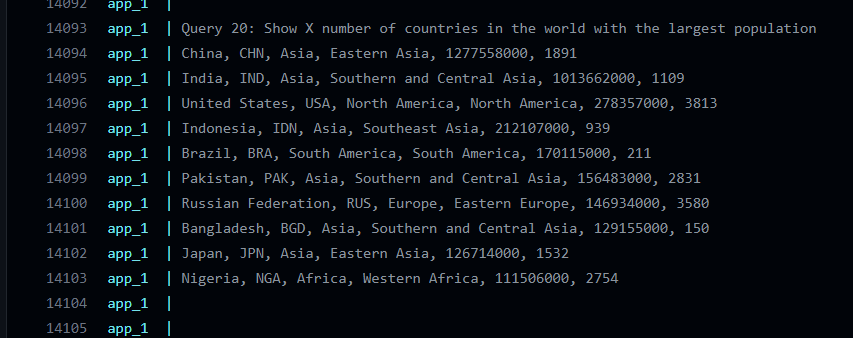 14092 app_1 |
14093 app_1 | Query 20: Show X number of countries in the world with the largest population
14094 app_1 | China, CHN, Asia, Eastern Asia, 1277558000, 1891
14095 app_1 | India, IND, Asia, Southern and Central Asia, 1013662000, 1109
14096 app_1 | United States, USA, North America, North America, 278357000, 3813
14097 app_1 | Indonesia, IDN, Asia, Southeast Asia, 212107000, 939
14098 app_1 | Brazil, BRA, South America, South America, 170115000, 211
14099 app_1 | Pakistan, PAK, Asia, Southern and Central Asia, 156483000, 2831
14100 app_1 | Russian Federation, RUS, Europe, Eastern Europe, 146934000, 3580
14101 app_1 | Bangladesh, BGD, Asia, Southern and Central Asia, 129155000, 150
14102 app_1 | Japan, JPN, Asia, Eastern Asia, 126714000, 1532
14103 app_1 | Nigeria, NGA, Africa, Western Africa, 111506000, 2754
14104 app_1 |
14105 app_1 |